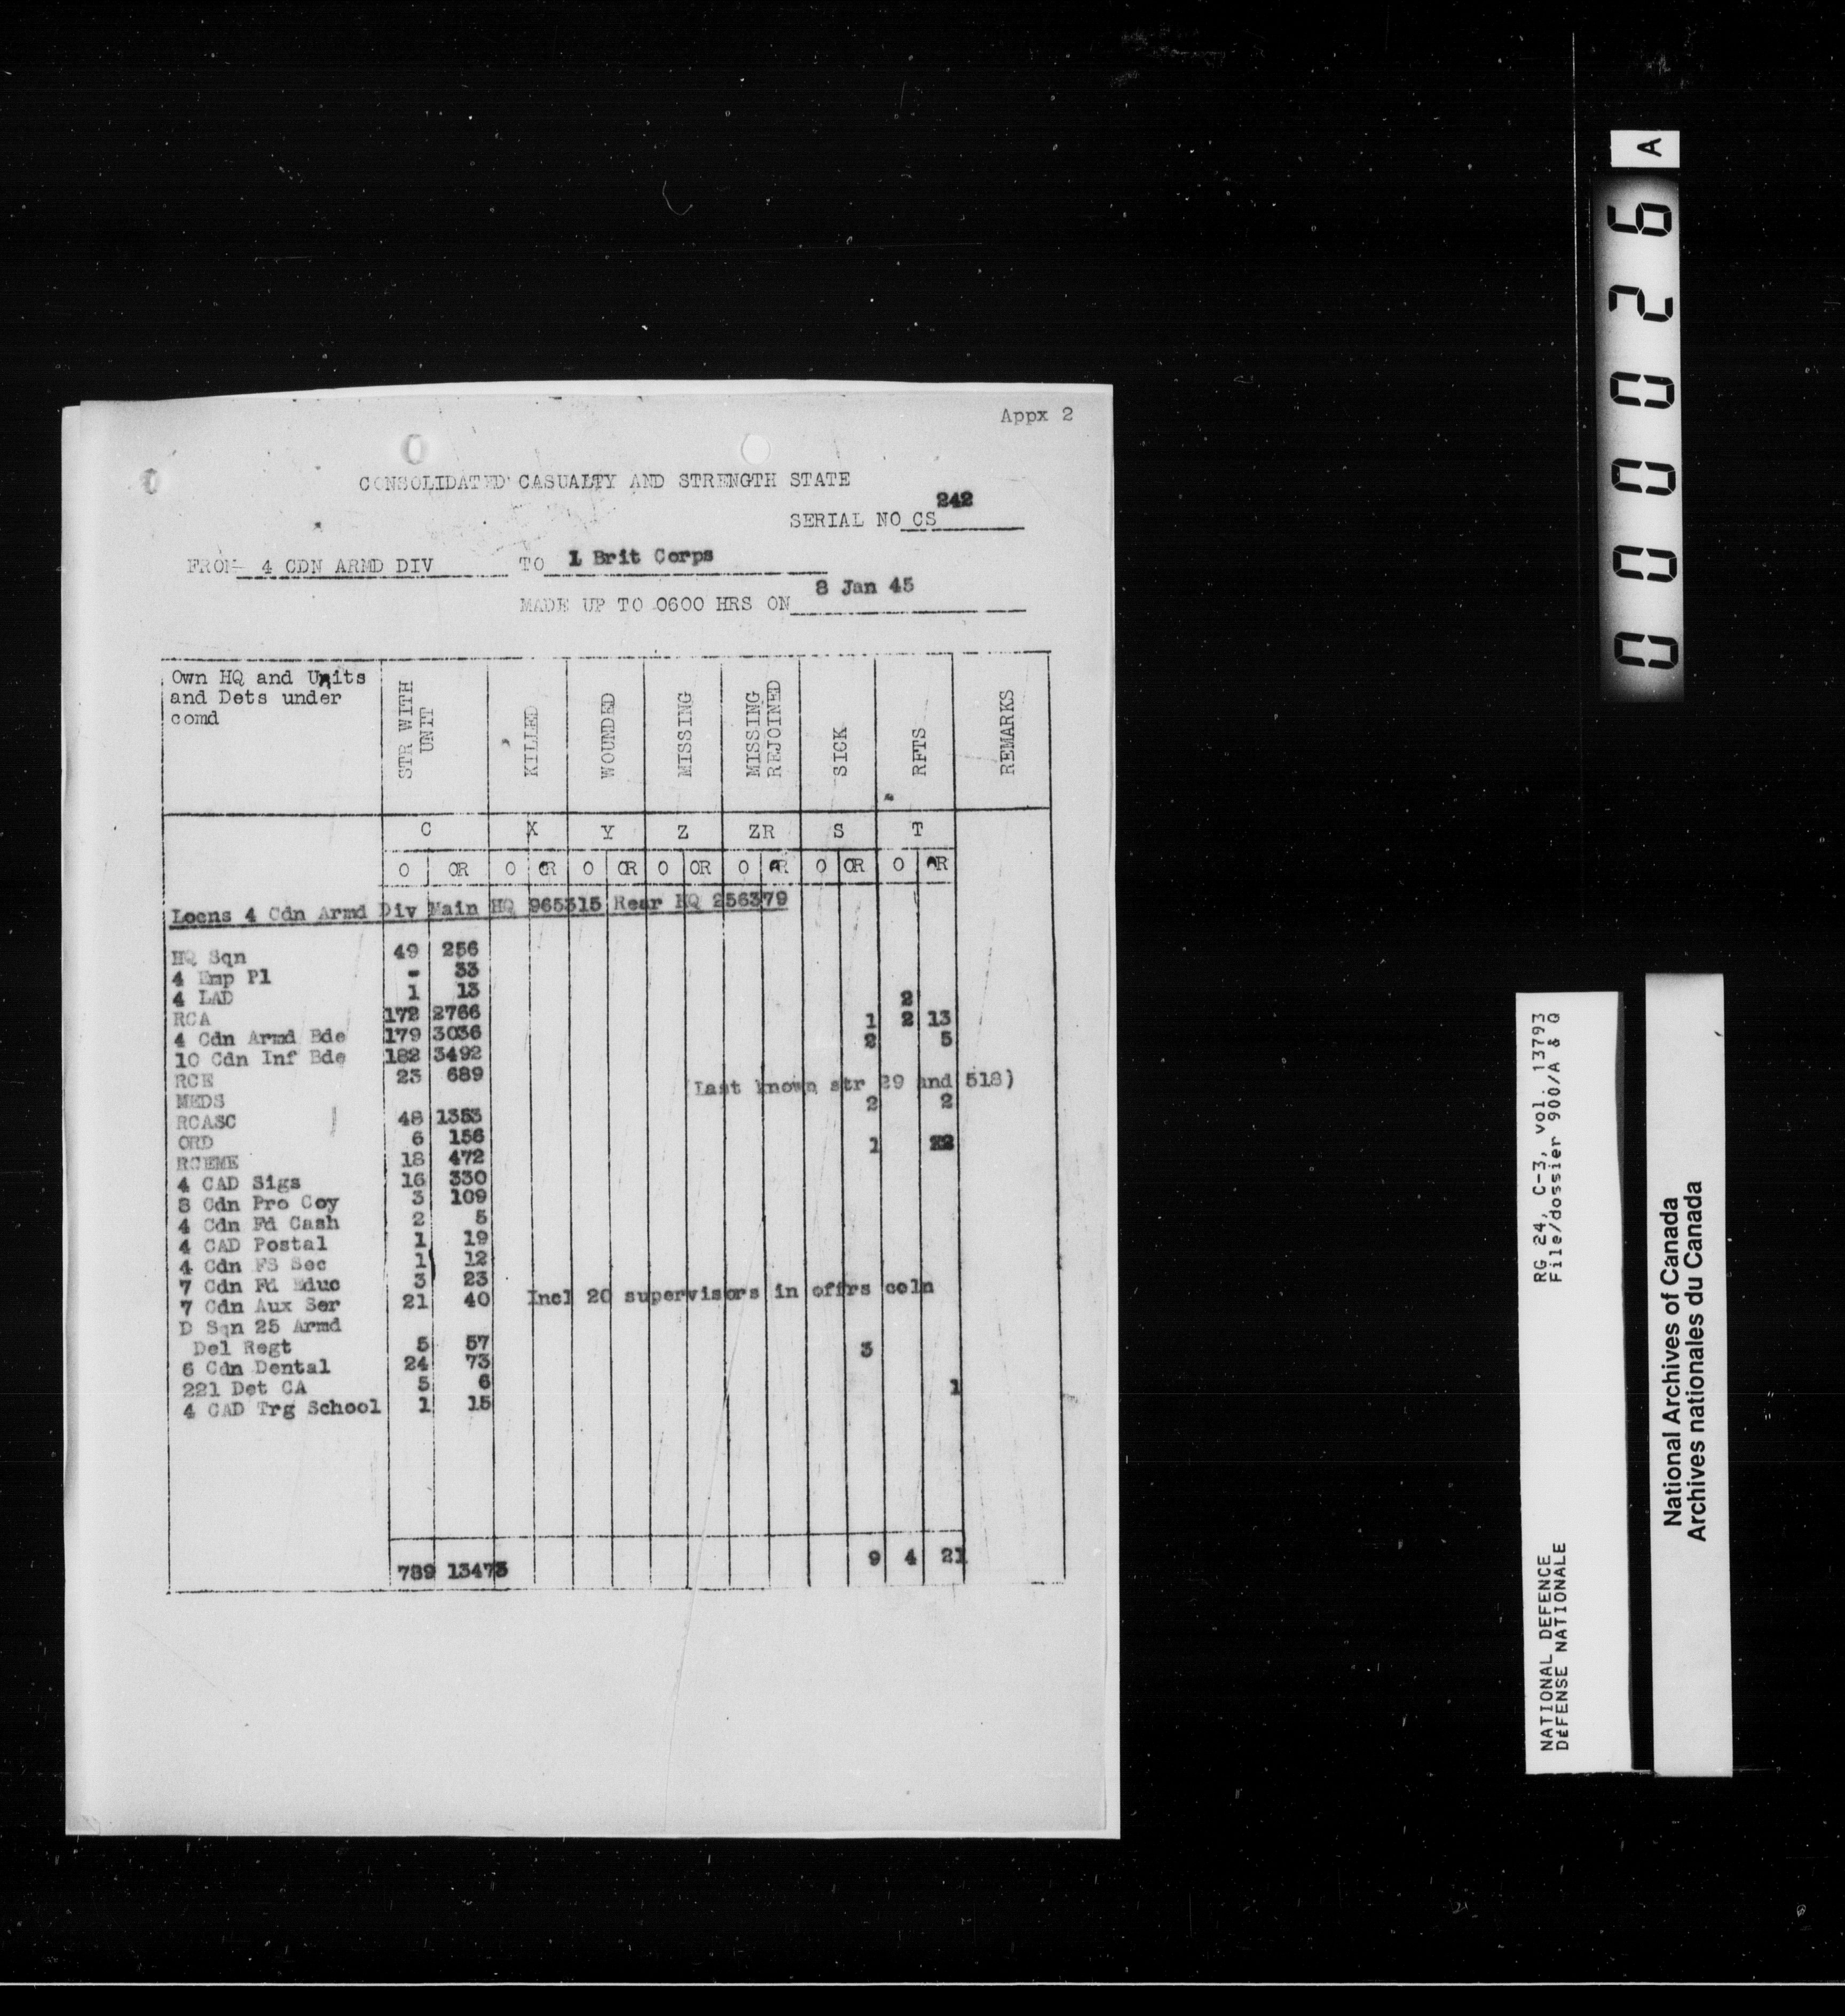 Appx 2
CONSOLIDATED CASUALTY AND STRENGTH STATE
SERIAL NO CS 242
FROM 4 CDN ARMD DIV TO 1 Brit Corps
MADE UP TO 0600 HRS ON 8 Jan 45
Own HQ and Units
and Dets under
comd
STR WITH
UNIT
KILLED
WOUNDED
MISSING
MISSING
REJOINED
SICK
RFTS
REMARKS
C X Y Z ZR S T
O OR O OR O OR O OR O OR O OR O OR
Locns 4 Cdn Armd Div Main HQ 965315 Rear HQ 256379
HQ Sqn 49 256
4 Emp Pl - 33
4 LAD 1 13 2
RCA 172 2766 1 2 13
4 Cdn Armd Bde 179 3036 2 5
10 Cdn Inf Bde 182 3492
RCE 23 689
MEDS (Last known str 29 and 518)
2 2
RCASC 48 1353
ORD 6 156 1
RCEME 18 472
4 CAD Sigs 16 330
8 Cdn Pro Coy 3 109
4 Cdn Fd Cash 2 5
4 CAD Postal 1 19
4 Cdn FS Sec 1 12
7 Cdn Fd Educ 3 23
7 Cdn Aux Ser 21 40 Incl 20 supervisors in offrs coln
D Sqn 25 Armd
Del Regt 5 57 3
6 Cdn Dental 24 73
221 Det CA 5 6 1
4 CAD Trg School 1 15
789 13473 9 4 21
000026 A
RG 24, C-3, vol. 13793
File/dossier 900/A & Q
NATIONAL DEFENCE
DÉFENSE NATIONALE
National Archives of Canada
Archives nationales du Canada